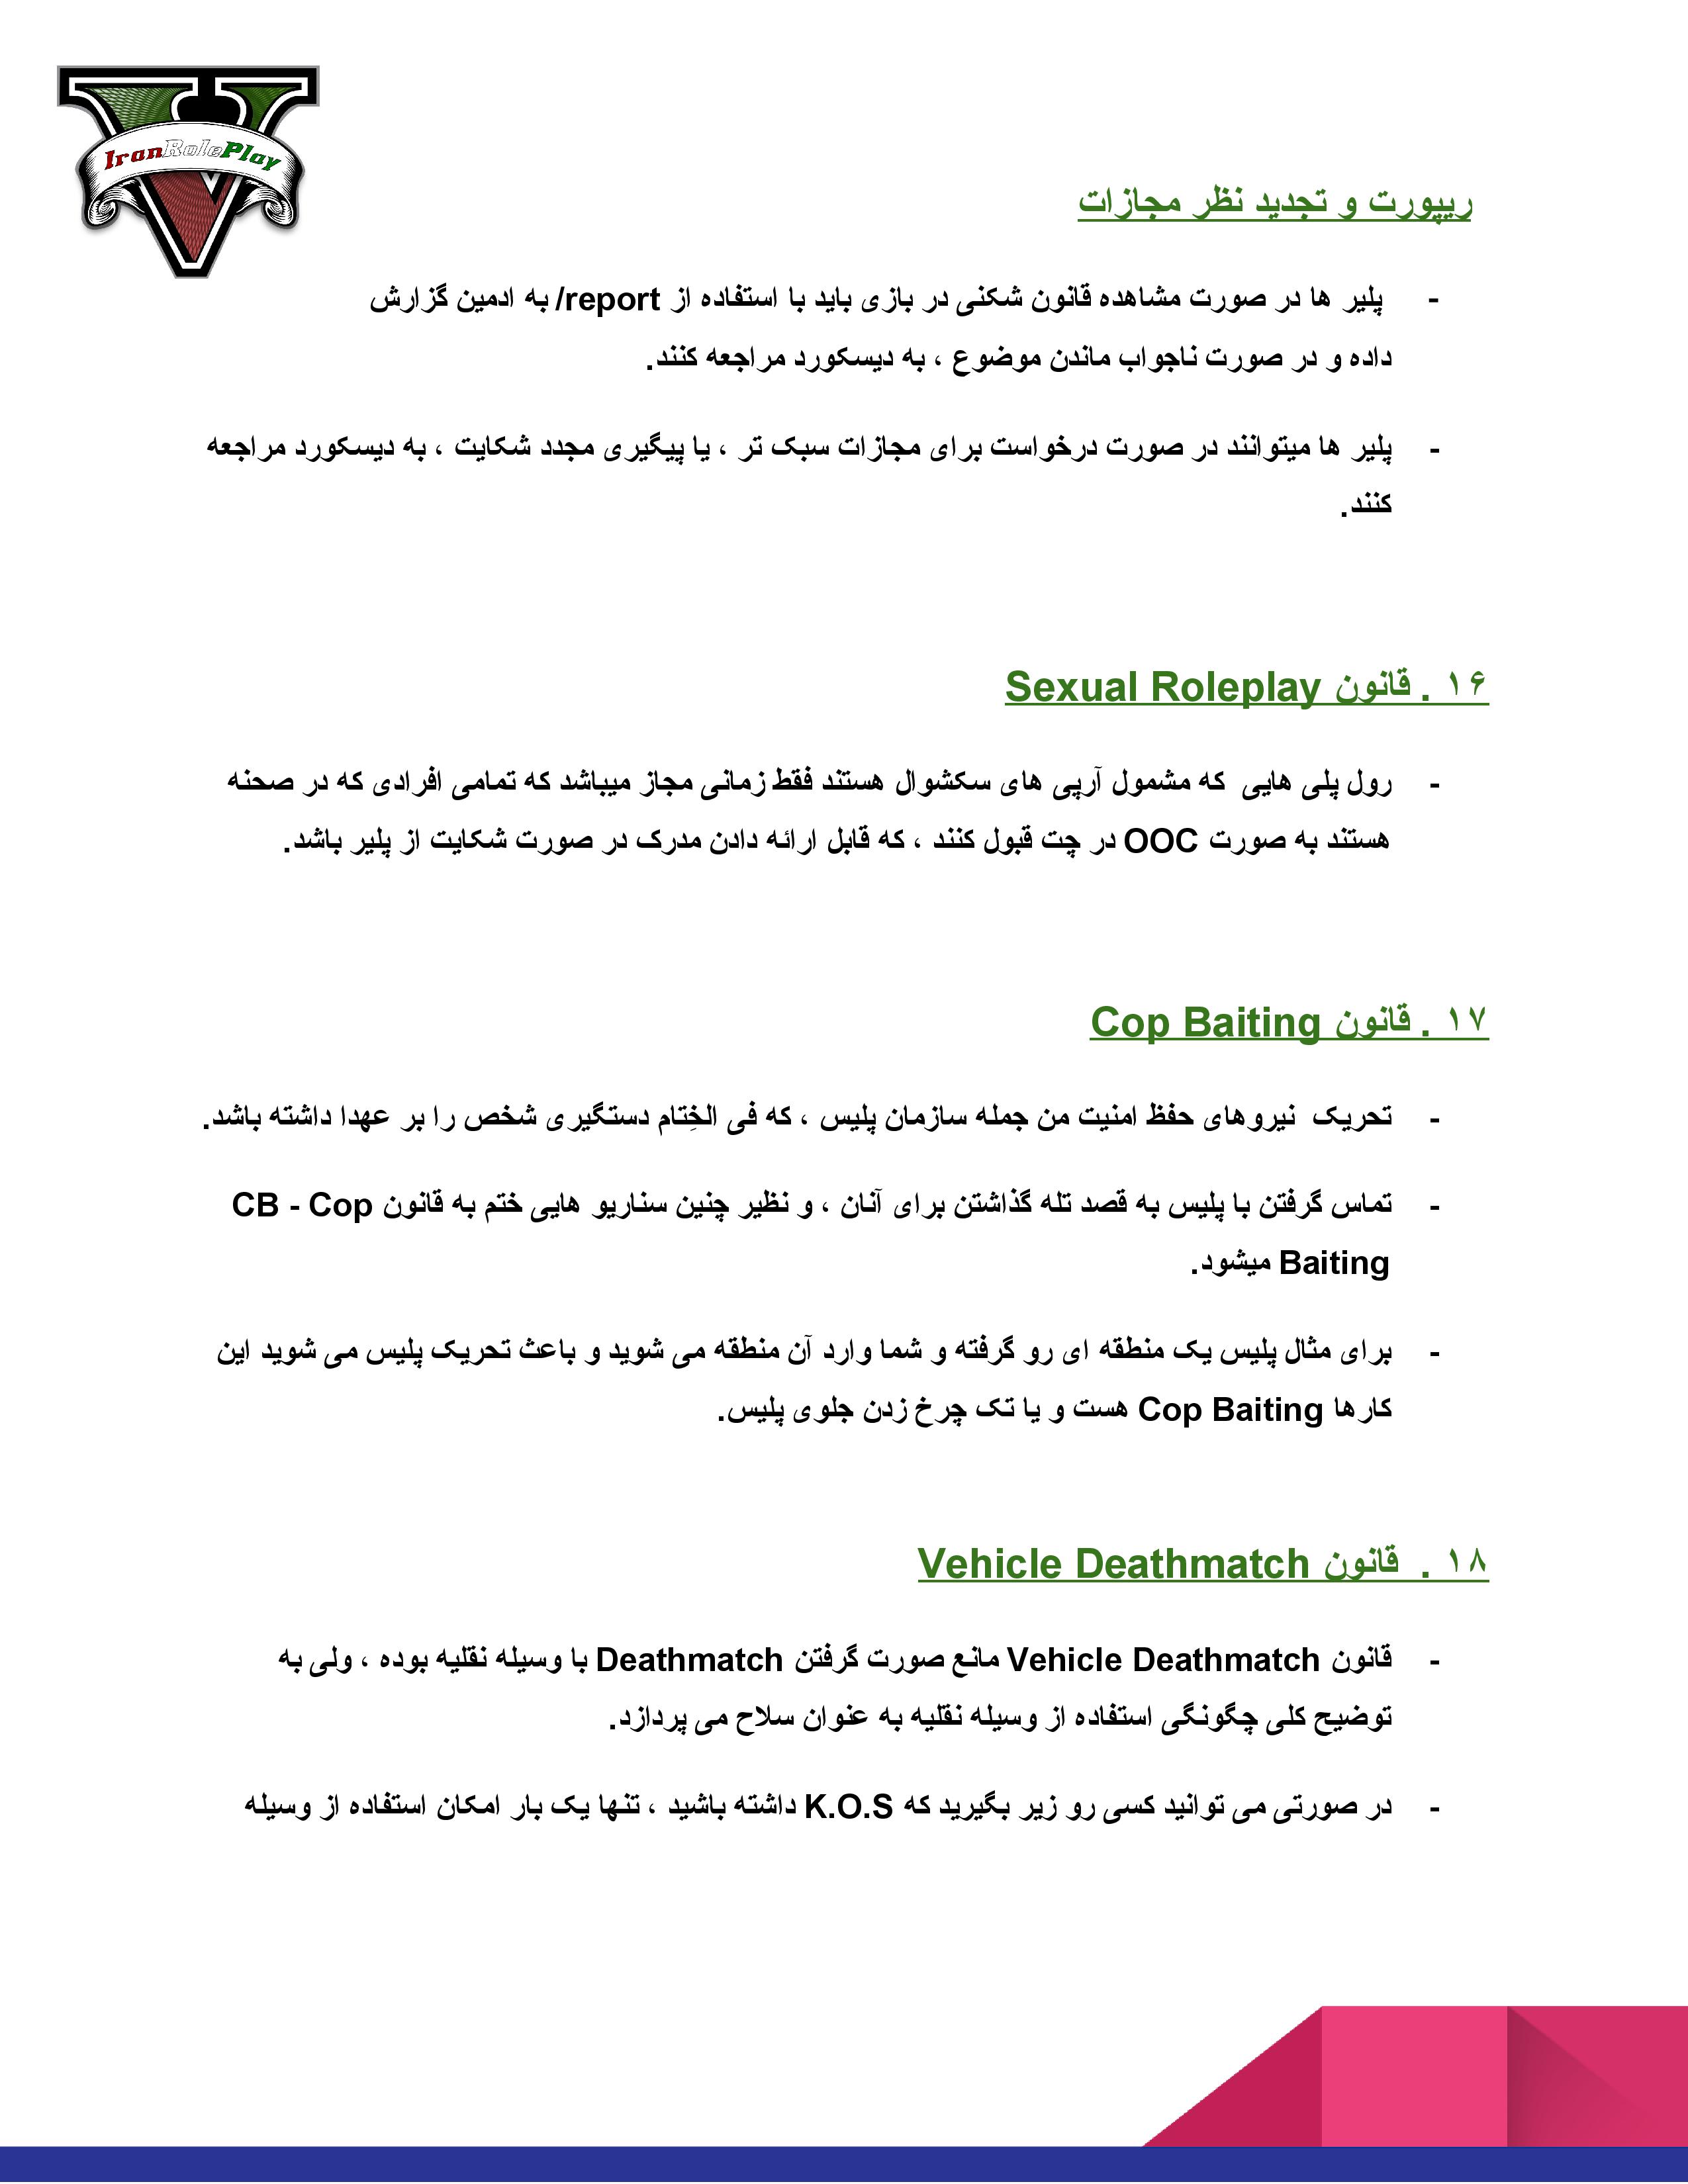 IranRolePlay
ریپورت و تجدید نظر مجازات
- پلیر ها در صورت مشاهده قانون شکنی در بازی باید با استفاده از report/ به ادمین گزارش
داده و در صورت ناجواب ماندن موضوع ، به دیسکورد مراجعه کنند.
- پلیر ها میتوانند در صورت درخواست برای مجازات سبک تر ، یا پیگیری مجدد شکایت ، به دیسکورد مراجعه
کنند.
۱۶ . قانون Sexual Roleplay
- رول پلی هایی که مشمول آرپی های سکشوال هستند فقط زمانی مجاز میباشد که تمامی افرادی که در صحنه
هستند به صورت OOC در چت قبول کنند ، که قابل ارائه دادن مدرک در صورت شکایت از پلیر باشد.
۱۷ . قانون Cop Baiting
- تحریک نیروهای حفظ امنیت من جمله سازمان پلیس ، که فی الخِتام دستگیری شخص را بر عهدا داشته باشد.
- تماس گرفتن با پلیس به قصد تله گذاشتن برای آنان ، و نظیر چنین سناریو هایی ختم به قانون CB - Cop
Baiting میشود.
- برای مثال پلیس یک منطقه ای رو گرفته و شما وارد آن منطقه می شوید و باعث تحریک پلیس می شوید این
کارها Cop Baiting هست و یا تک چرخ زدن جلوی پلیس.
۱۸ . قانون Vehicle Deathmatch
- قانون Vehicle Deathmatch مانع صورت گرفتن Deathmatch با وسیله نقلیه بوده ، ولی به
توضیح کلی چگونگی استفاده از وسیله نقلیه به عنوان سلاح می پردازد.
- در صورتی می توانید کسی رو زیر بگیرید که K.O.S داشته باشید ، تنها یک بار امکان استفاده از وسیله